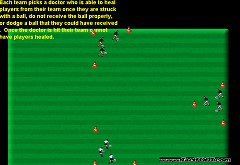 Each team picks a doctor who is able to heal
players from their team once they are struck
with a ball, do not receive the ball properly,
or dodge a ball that they could have received
. Once the doctor is hit their team cannot
have players healed.